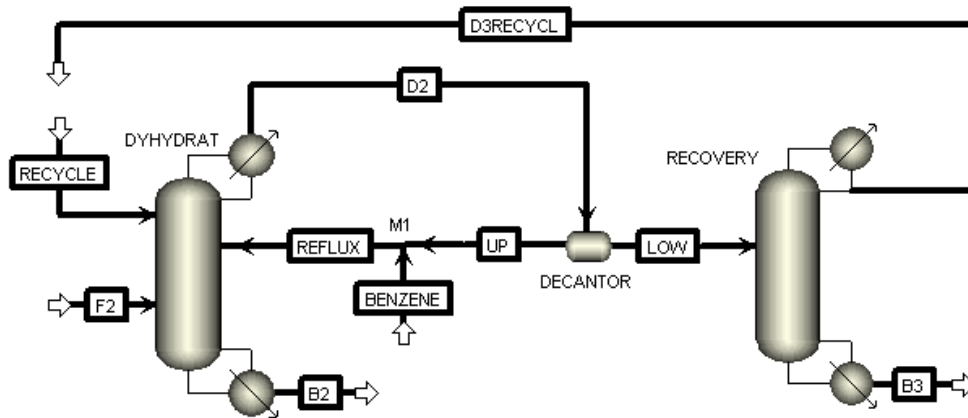 D3RECYCL
D2
DYHYDRAT
RECOVERY
RECYCLE
M1
REFLUX
UP
LOW
DECANTOR
BENZENE
F2
B2
B3